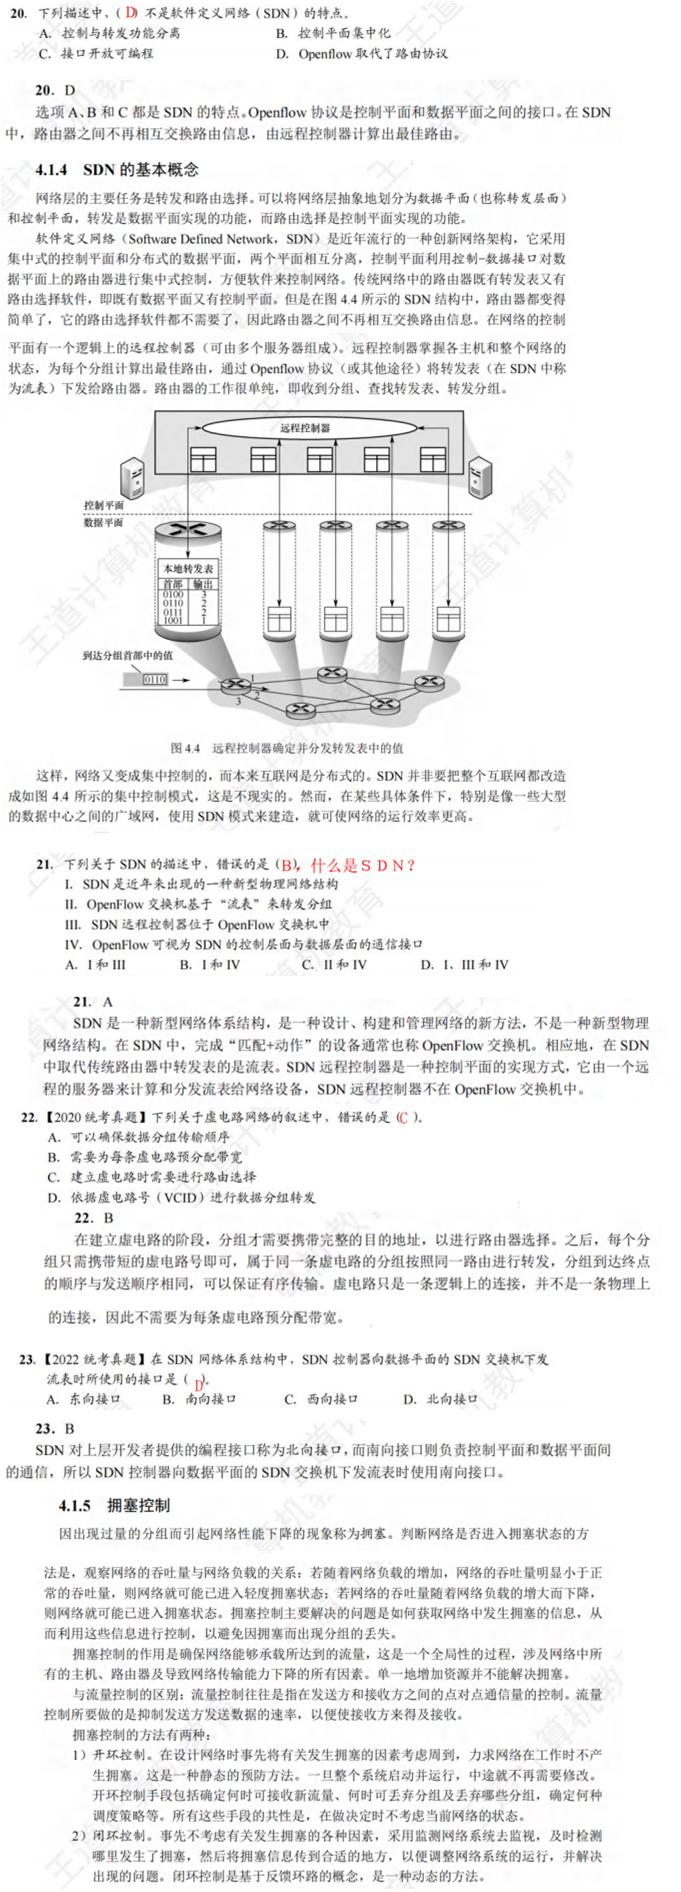 20. 下列描述中,( D ) 不是软件定义网络(SDN)的特点。
A. 控制与转发功能分离 B. 控制平面集中化
C. 接口开放可编程 D. Openflow 取代了路由协议
20. D
选项 A、B 和 C 都是 SDN 的特点。Openflow 协议是控制平面和数据平面之间的接口。在 SDN
中,路由器之间不再相互交换路由信息,由远程控制器计算出最佳路由。
4.1.4 SDN 的基本概念
网络层的主要任务是转发和路由选择。可以将网络层抽象地划分为数据平面(也称转发层面)
和控制平面,转发是数据平面实现的功能,而路由选择是控制平面实现的功能。
软件定义网络(Software Defined Network,SDN)是近年流行的一种创新网络架构,它采用
集中式的控制平面和分布式的数据平面,两个平面相互分离,控制平面利用控制-数据接口对数
据平面上的路由器进行集中式控制,方便软件来控制网络。传统网络中的路由器既有转发表又有
路由选择软件,即既有数据平面又有控制平面。但是在图 4.4 所示的 SDN 结构中,路由器都变得
简单了,它的路由选择软件都不需要了,因此路由器之间不再相互交换路由信息。在网络的控制
平面有一个逻辑上的远程控制器(可由多个服务器组成)。远程控制器掌握各主机和整个网络的
状态,为每个分组计算出最佳路由,通过 Openflow 协议(或其他途径)将转发表(在 SDN 中称
为流表)下发给路由器。路由器的工作很单纯,即收到分组、查找转发表、转发分组。
远程控制器
控制平面
数据平面
本地转发表
首部 输出
0100 3
0110 2
0111 2
1001 1
到达分组首部中的值
0110
1
2
3
图 4.4 远程控制器确定并分发转发表中的值
这样,网络又变成集中控制的,而本来互联网是分布式的。SDN 并非要把整个互联网都改造
成如图 4.4 所示的集中控制模式,这是不现实的。然而,在某些具体条件下,特别是像一些大型
的数据中心之间的广域网,使用 SDN 模式来建造,就可使网络的运行效率更高。
21. 下列关于 SDN 的描述中,错误的是 ( B )。,什么是SDN?
I. SDN 是近年来出现的一种新型物理网络结构
II. OpenFlow 交换机基于“流表”来转发分组
III. SDN 远程控制器位于 OpenFlow 交换机中
IV. OpenFlow 可视为 SDN 的控制层面与数据层面的通信接口
A. I 和 III B. I 和 IV C. II 和 IV D. I、III 和 IV
21. A
SDN 是一种新型网络体系结构,是一种设计、构建和管理网络的新方法,不是一种新型物理
网络结构。在 SDN 中,完成“匹配+动作”的设备通常也称 OpenFlow 交换机。相应地,在 SDN
中取代传统路由器中转发表的是流表。SDN 远程控制器是一种控制平面的实现方式,它由一个远
程的服务器来计算和分发流表给网络设备,SDN 远程控制器不在 OpenFlow 交换机中。
22. 【2020 统考真题】下列关于虚电路网络的叙述中,错误的是 ( C )。
A. 可以确保数据分组传输顺序
B. 需要为每条虚电路预分配带宽
C. 建立虚电路时需要进行路由选择
D. 依据虚电路号(VCID)进行数据分组转发
22. B
在建立虚电路的阶段,分组才需要携带完整的目的地址,以进行路由器选择。之后,每个分
组只需携带短的虚电路号即可,属于同一条虚电路的分组按照同一路由进行转发,分组到达终点
的顺序与发送顺序相同,可以保证有序传输。虚电路只是一条逻辑上的连接,并不是一条物理上
的连接,因此不需要为每条虚电路预分配带宽。
23. 【2022 统考真题】在 SDN 网络体系结构中,SDN 控制器向数据平面的 SDN 交换机下发
流表时所使用的接口是 ( D )。
A. 东向接口 B. 南向接口 C. 西向接口 D. 北向接口
23. B
SDN 对上层开发者提供的编程接口称为北向接口,而南向接口则负责控制平面和数据平面间
的通信,所以 SDN 控制器向数据平面的 SDN 交换机下发流表时使用南向接口。
4.1.5 拥塞控制
因出现过量的分组而引起网络性能下降的现象称为拥塞。判断网络是否进入拥塞状态的方
法是,观察网络的吞吐量与网络负载的关系:若随着网络负载的增加,网络的吞吐量明显小于正
常的吞吐量,则网络就可能已进入轻度拥塞状态;若网络的吞吐量随着网络负载的增大而下降,
则网络就可能已进入拥塞状态。拥塞控制主要解决的问题是如何获取网络中发生拥塞的信息,从
而利用这些信息进行控制,以避免因拥塞而出现分组的丢失。
拥塞控制的作用是确保网络能够承载所达到的流量,这是一个全局性的过程,涉及网络中所
有的主机、路由器及导致网络传输能力下降的所有因素。单一地增加资源并不能解决拥塞。
与流量控制的区别:流量控制往往是指在发送方和接收方之间的点对点通信量的控制。流量
控制所要做的是抑制发送方发送数据的速率,以便使接收方来得及接收。
拥塞控制的方法有两种:
1)开环控制。在设计网络时事先将有关发生拥塞的因素考虑周到,力求网络在工作时不产
生拥塞。这是一种静态的预防方法。一旦整个系统启动并运行,中途就不再需要修改。
开环控制手段包括确定何时可接收新流量、何时可丢弃分组及丢弃哪些分组,确定何种
调度策略等。所有这些手段的共性是,在做决定时不考虑当前网络的状态。
2)闭环控制。事先不考虑有关发生拥塞的各种因素,采用监测网络系统去监视,及时检测
哪里发生了拥塞,然后将拥塞信息传到合适的地方,以便调整网络系统的运行,并解决
出现的问题。闭环控制是基于反馈环路的概念,是一种动态的方法。